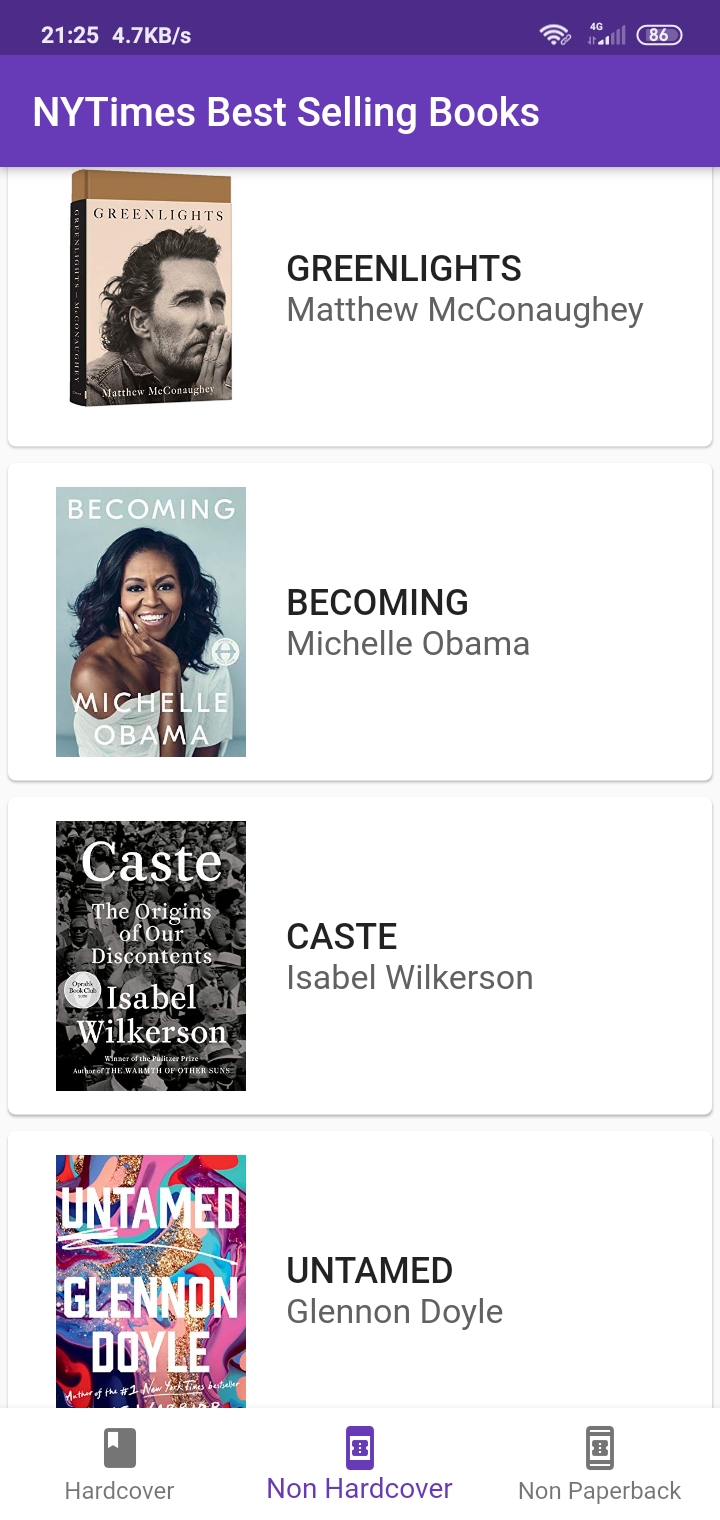 21:25 4.7KB/s 4G 86
NYTimes Best Selling Books
GREENLIGHTS
GREENLIGHTS — McCONAUGHEY
Matthew McConaughey
GREENLIGHTS
Matthew McConaughey
BECOMING
MICHELLE
OBAMA
BECOMING
Michelle Obama
Caste
The Origins
of Our
Discontents
Oprah's
Book Club
Isabel
Wilkerson
Winner of the Pulitzer Prize
Author of THE WARMTH OF OTHER SUNS
CASTE
Isabel Wilkerson
UNTAMED
GLENNON
DOYLE
Author of the #1 New York Times bestseller
UNTAMED
Glennon Doyle
Hardcover
Non Hardcover
Non Paperback